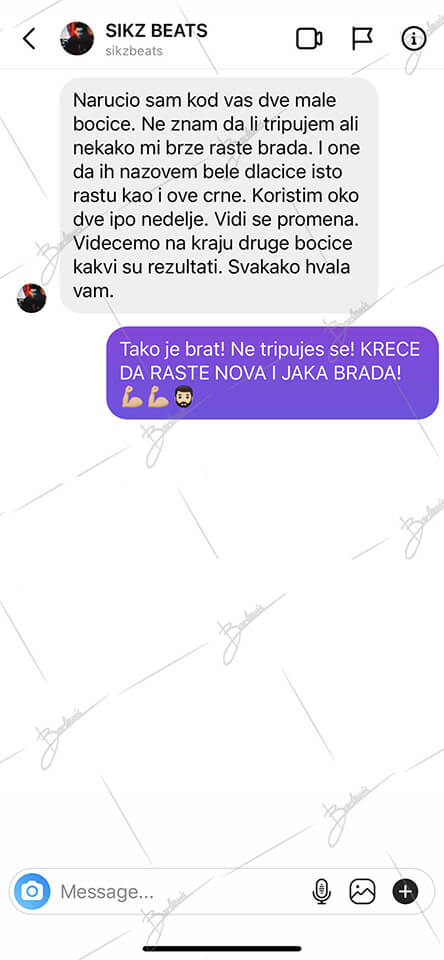 SIKZ BEATS
sikzbeats
Narucio sam kod vas dve male
bocice. Ne znam da li tripujem ali
nekako mi brze raste brada. I one
da ih nazovem bele dlacice isto
rastu kao i ove crne. Koristim oko
dve ipo nedelje. Vidi se promena.
Videcemo na kraju druge bocice
kakvi su rezultati. Svakako hvala
vam.
Tako je brat! Ne tripujes se! KRECE
DA RASTE NOVA I JAKA BRADA!
💪🏼💪🏼🧔🏻
Message...